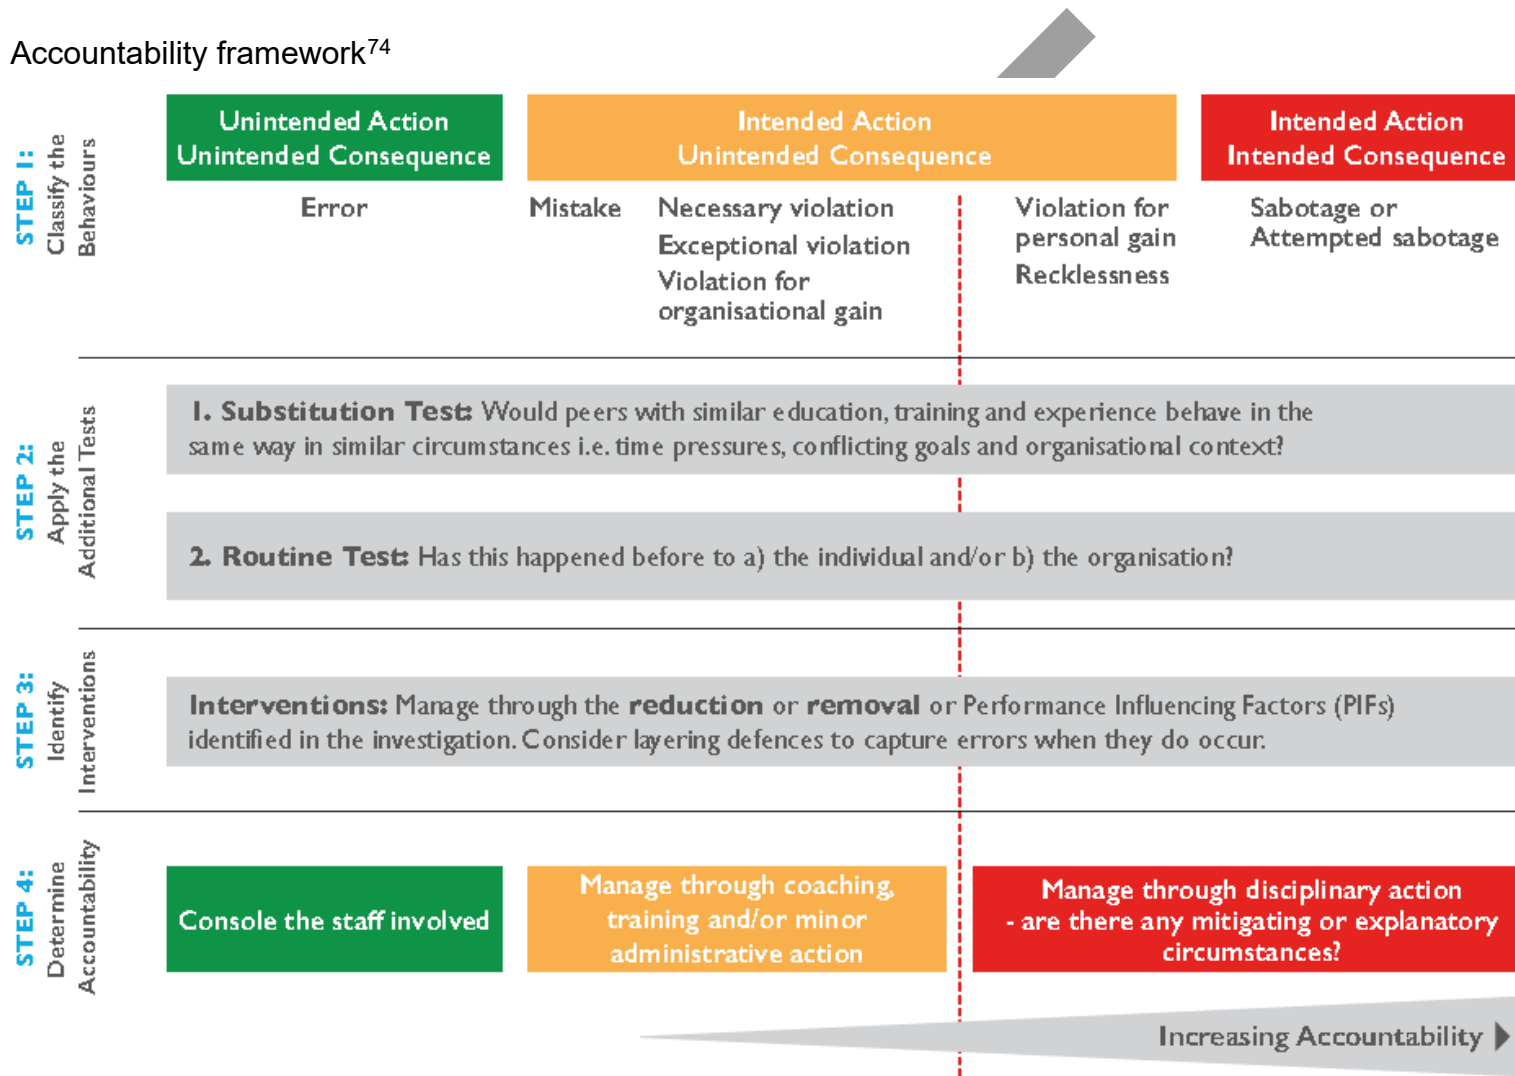 Accountability framework74
STEP 1:
Classify the
Behaviours
Unintended Action
Unintended Consequence
Intended Action
Unintended Consequence
Intended Action
Intended Consequence
Error
Mistake
Necessary violation
Exceptional violation
Violation for
organisational gain
Violation for
personal gain
Recklessness
Sabotage or
Attempted sabotage
STEP 2:
Apply the
Additional Tests
1. Substitution Test: Would peers with similar education, training and experience behave in the
same way in similar circumstances i.e. time pressures, conflicting goals and organisational context?
2. Routine Test: Has this happened before to a) the individual and/or b) the organisation?
STEP 3:
Identify
Interventions
Interventions: Manage through the reduction or removal or Performance Influencing Factors (PIFs)
identified in the investigation. Consider layering defences to capture errors when they do occur.
STEP 4:
Determine
Accountability
Console the staff involved
Manage through coaching,
training and/or minor
administrative action
Manage through disciplinary action
- are there any mitigating or explanatory
circumstances?
Increasing Accountability